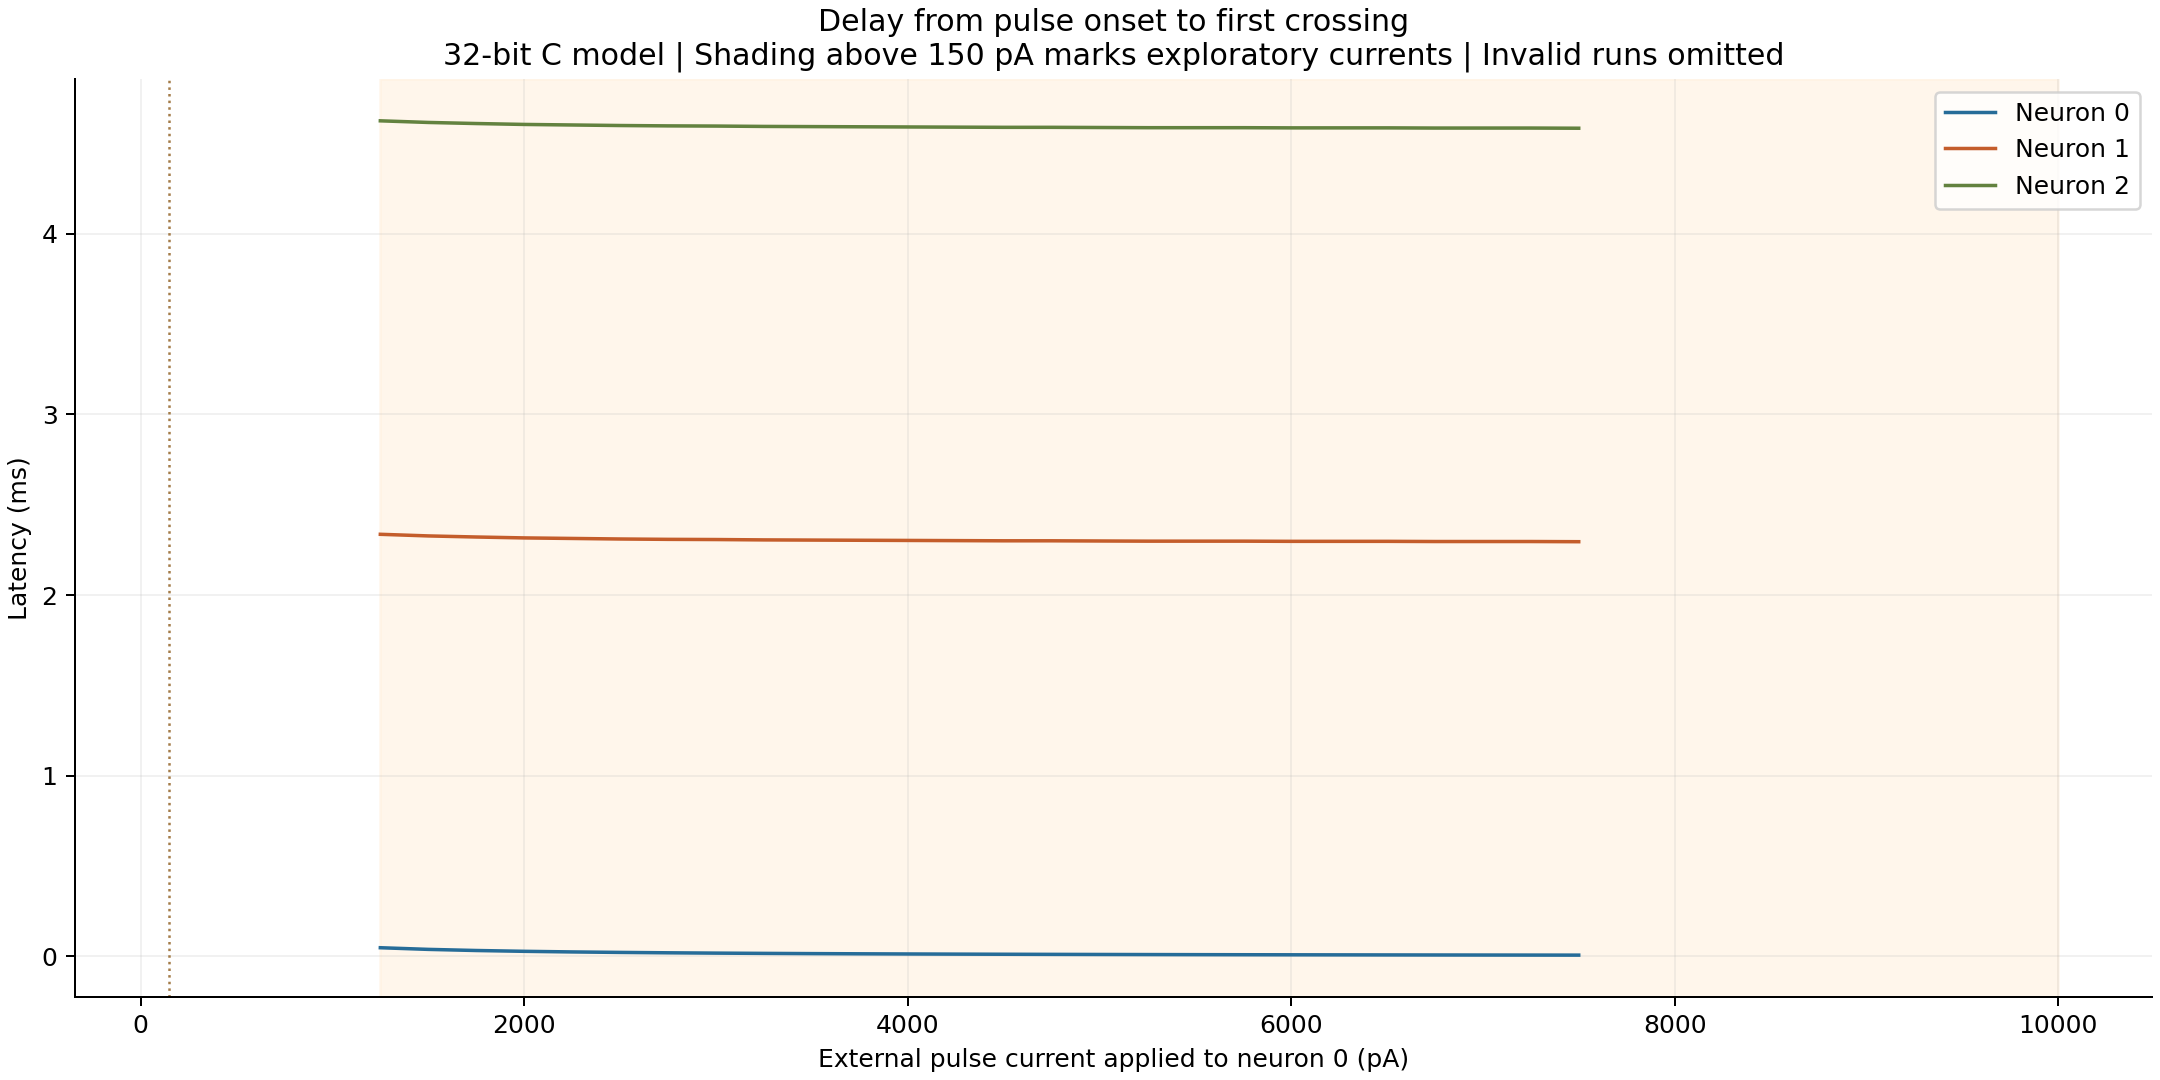 Delay from pulse onset to first crossing
32-bit C model | Shading above 150 pA marks exploratory currents | Invalid runs omitted
Neuron 0
Neuron 1
Neuron 2
Latency (ms)
4
3
2
1
0
0 2000 4000 6000 8000 10000
External pulse current applied to neuron 0 (pA)